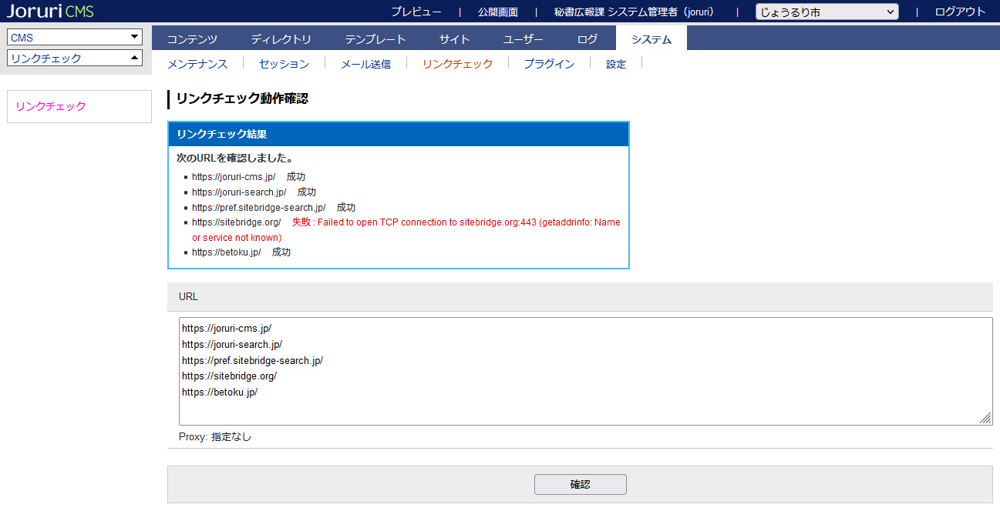 Joruri CMS
プレビュー | 公開画面 | 秘書広報課 システム管理者（joruri） | じょうるり市 | ログアウト
CMS
リンクチェック
コンテンツ ディレクトリ テンプレート サイト ユーザー ログ システム
メンテナンス セッション メール送信 リンクチェック プラグイン 設定
リンクチェック
リンクチェック動作確認
リンクチェック結果
次のURLを確認しました。
https://joruri-cms.jp/ 成功
https://joruri-search.jp/ 成功
https://pref.sitebridge-search.jp/ 成功
https://sitebridge.org/ 失敗 : Failed to open TCP connection to sitebridge.org:443 (getaddrinfo: Name
or service not known)
https://betoku.jp/ 成功
URL
https://joruri-cms.jp/
https://joruri-search.jp/
https://pref.sitebridge-search.jp/
https://sitebridge.org/
https://betoku.jp/
Proxy: 指定なし
確認